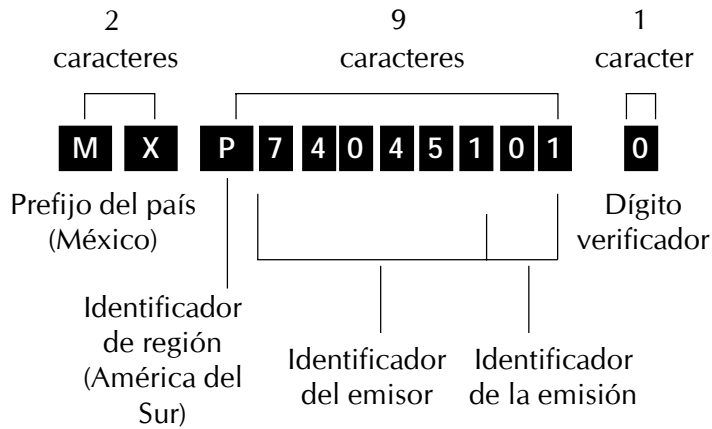 2
caracteres
9
caracteres
1
caracter
M X P 7 4 0 4 5 1 0 1 0
Prefijo del país
(México)
Dígito
verificador
Identificador
de región
(América del
Sur)
Identificador
del emisor
Identificador
de la emisión